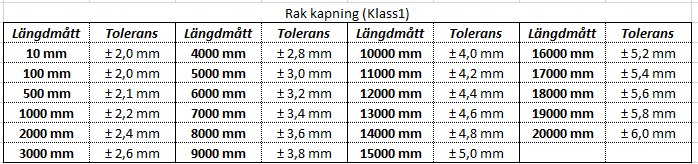 Rak kapning (Klass1)
Längdmått Tolerans Längdmått Tolerans Längdmått Tolerans Längdmått Tolerans
10 mm ± 2,0 mm 4000 mm ± 2,8 mm 10000 mm ± 4,0 mm 16000 mm ± 5,2 mm
100 mm ± 2,0 mm 5000 mm ± 3,0 mm 11000 mm ± 4,2 mm 17000 mm ± 5,4 mm
500 mm ± 2,1 mm 6000 mm ± 3,2 mm 12000 mm ± 4,4 mm 18000 mm ± 5,6 mm
1000 mm ± 2,2 mm 7000 mm ± 3,4 mm 13000 mm ± 4,6 mm 19000 mm ± 5,8 mm
2000 mm ± 2,4 mm 8000 mm ± 3,6 mm 14000 mm ± 4,8 mm 20000 mm ± 6,0 mm
3000 mm ± 2,6 mm 9000 mm ± 3,8 mm 15000 mm ± 5,0 mm